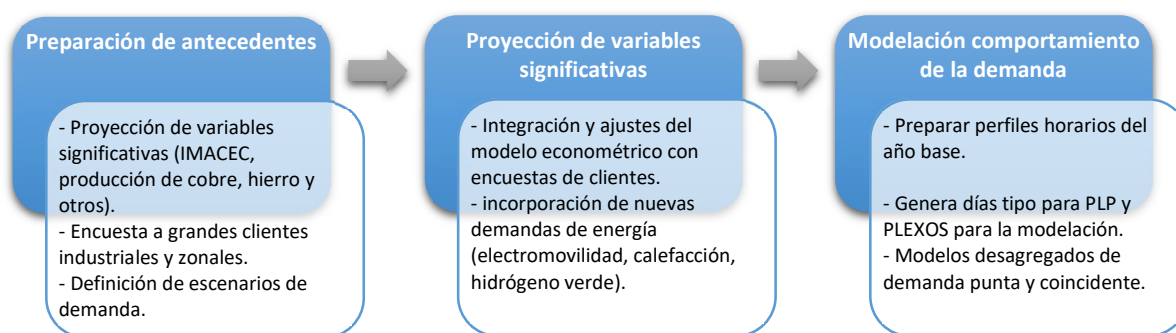 Preparación de antecedentes
- Proyección de variables
significativas (IMACEC,
producción de cobre, hierro y
otros).
- Encuesta a grandes clientes
industriales y zonales.
- Definición de escenarios de
demanda.
Proyección de variables
significativas
- Integración y ajustes del
modelo econométrico con
encuestas de clientes.
- incorporación de nuevas
demandas de energía
(electromovilidad, calefacción,
hidrógeno verde).
Modelación comportamiento
de la demanda
- Preparar perfiles horarios del
año base.
- Genera días tipo para PLP y
PLEXOS para la modelación.
- Modelos desagregados de
demanda punta y coincidente.